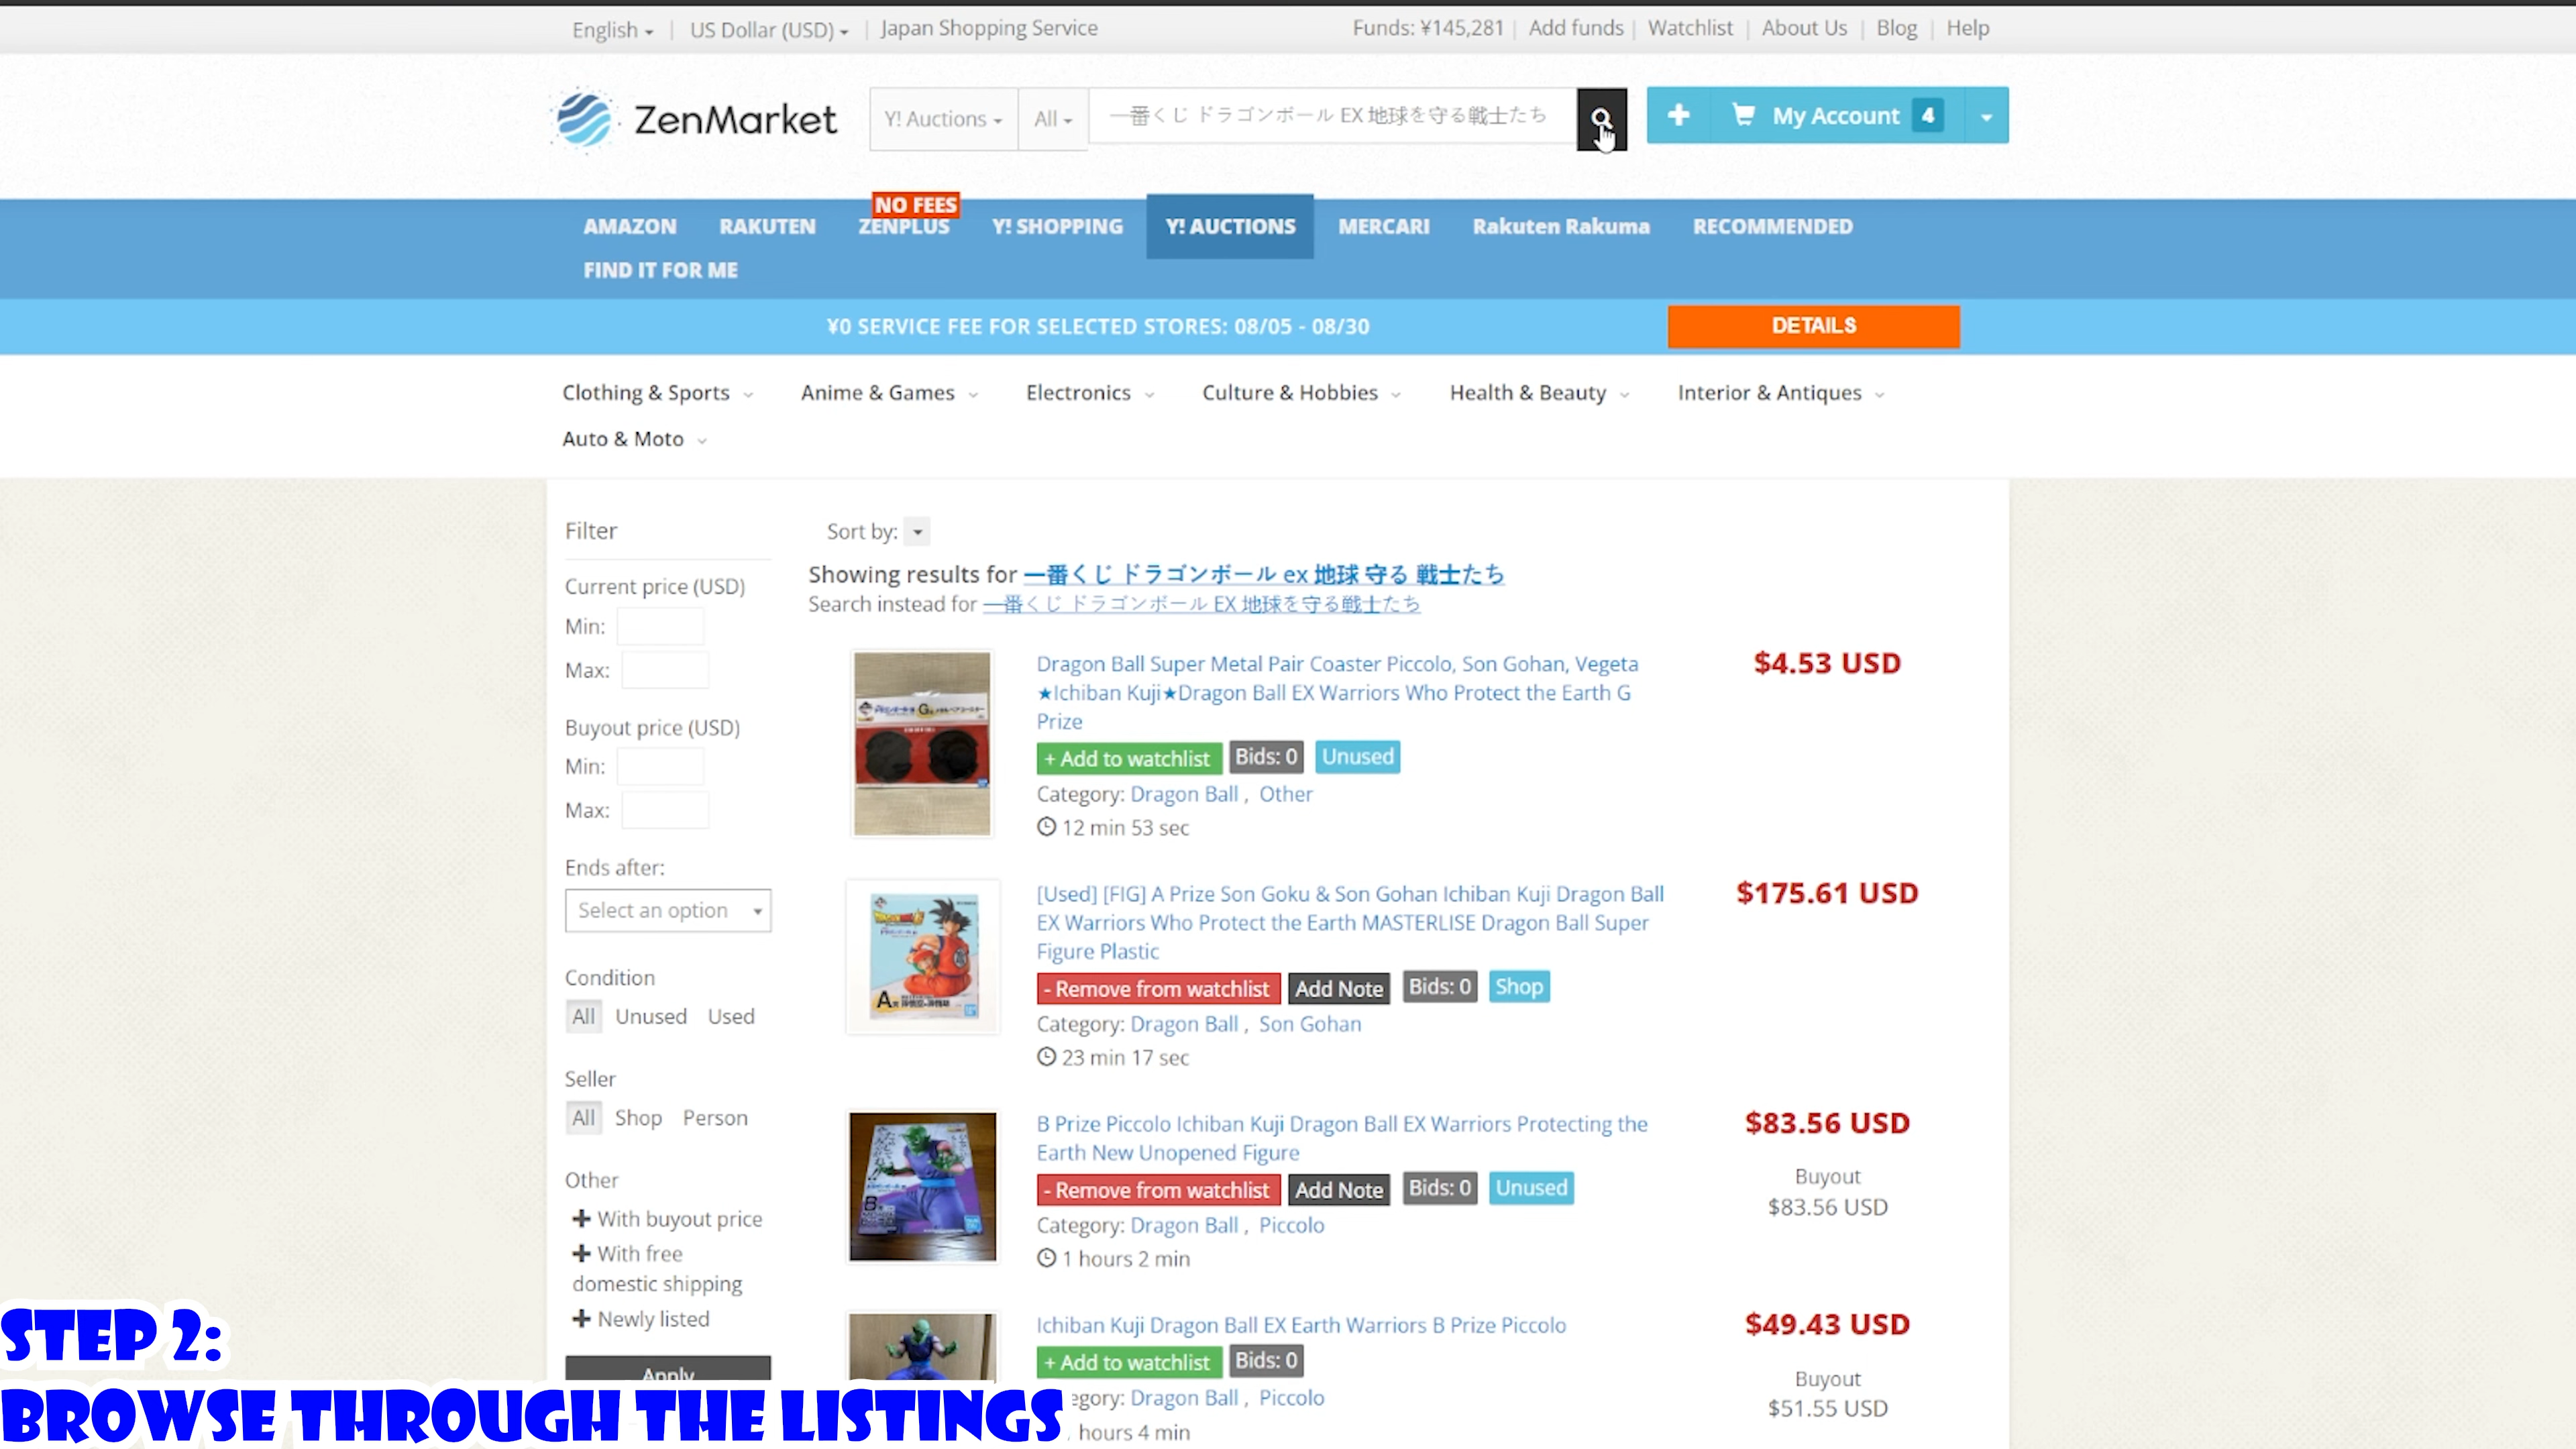 English
US Dollar (USD)
Japan Shopping Service
Funds: ¥145,281
Add funds
Watchlist
About Us
Blog
Help
ZenMarket
Y! Auctions
All
一番くじ ドラゴンボール EX 地球を守る戦士たち
My Account 4
NO FEES
AMAZON
RAKUTEN
ZENPLUS
Y! SHOPPING
Y! AUCTIONS
MERCARI
Rakuten Rakuma
RECOMMENDED
FIND IT FOR ME
¥0 SERVICE FEE FOR SELECTED STORES: 08/05 - 08/30
DETAILS
Clothing & Sports
Anime & Games
Electronics
Culture & Hobbies
Health & Beauty
Interior & Antiques
Auto & Moto
Filter
Current price (USD)
Min:
Max:
Buyout price (USD)
Min:
Max:
Ends after:
Select an option
Condition
All Unused Used
Seller
All Shop Person
Other
+ With buyout price
+ With free
domestic shipping
+ Newly listed
Apply
Sort by:
Showing results for 一番くじ ドラゴンボール ex 地球 守る 戦士たち
Search instead for 一番くじ ドラゴンボール EX 地球を守る戦士たち
Dragon Ball Super Metal Pair Coaster Piccolo, Son Gohan, Vegeta
★Ichiban Kuji★Dragon Ball EX Warriors Who Protect the Earth G
Prize
$4.53 USD
+ Add to watchlist Bids: 0 Unused
Category: Dragon Ball , Other
12 min 53 sec
[Used] [FIG] A Prize Son Goku & Son Gohan Ichiban Kuji Dragon Ball
EX Warriors Who Protect the Earth MASTERLISE Dragon Ball Super
Figure Plastic
$175.61 USD
- Remove from watchlist Add Note Bids: 0 Shop
Category: Dragon Ball , Son Gohan
23 min 17 sec
B Prize Piccolo Ichiban Kuji Dragon Ball EX Warriors Protecting the
Earth New Unopened Figure
$83.56 USD
Buyout
$83.56 USD
- Remove from watchlist Add Note Bids: 0 Unused
Category: Dragon Ball , Piccolo
1 hours 2 min
Ichiban Kuji Dragon Ball EX Earth Warriors B Prize Piccolo
$49.43 USD
Buyout
$51.55 USD
+ Add to watchlist Bids: 0
egory: Dragon Ball , Piccolo
hours 4 min
STEP 2:
BROWSE THROUGH THE LISTINGS